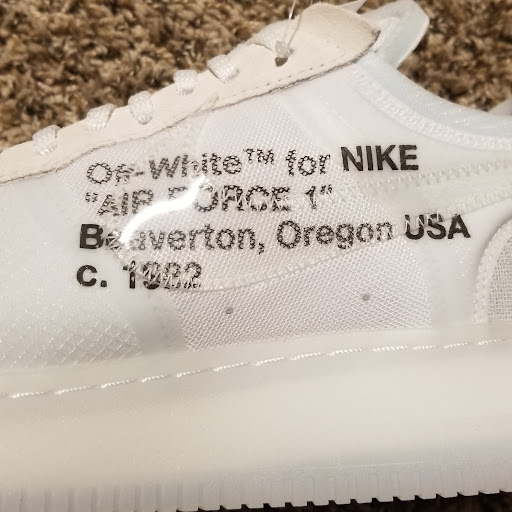 Off-White™ for NIKE
"AIR FORCE 1"
Beaverton, Oregon USA
c. 1982